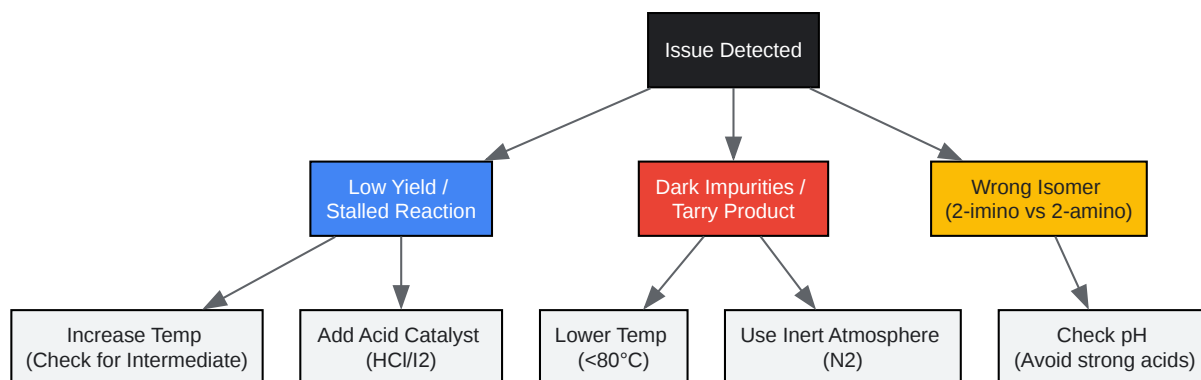 Issue Detected
Low Yield /
Stalled Reaction
Dark Impurities /
Tarry Product
Wrong Isomer
(2-imino vs 2-amino)
Increase Temp
(Check for Intermediate)
Add Acid Catalyst
(HCl/I2)
Lower Temp
(<80°C)
Use Inert Atmosphere
(N2)
Check pH
(Avoid strong acids)